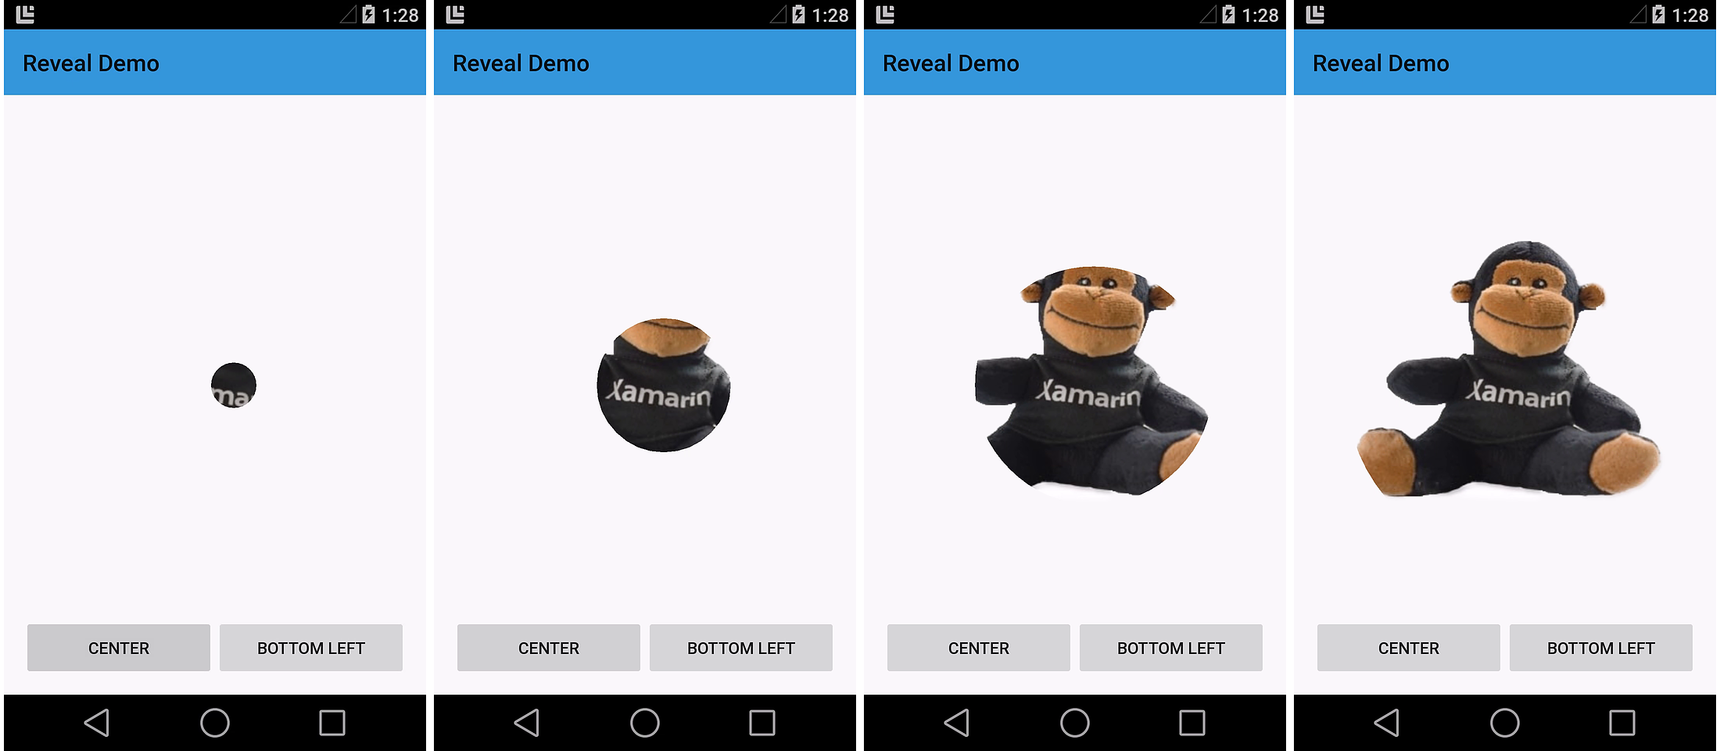 1:28
Reveal Demo
ma
CENTER
BOTTOM LEFT
1:28
Reveal Demo
Xamarin
CENTER
BOTTOM LEFT
1:28
Reveal Demo
Xamarin
CENTER
BOTTOM LEFT
1:28
Reveal Demo
Xamarin
CENTER
BOTTOM LEFT